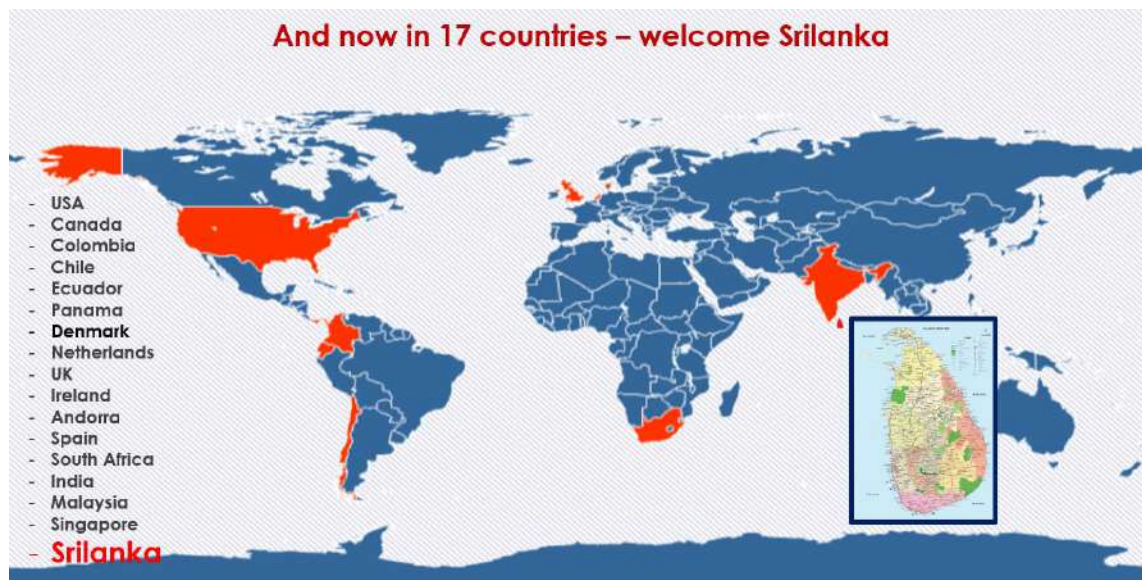 And now in 17 countries – welcome Srilanka
- USA
- Canada
- Colombia
- Chile
- Ecuador
- Panama
- Denmark
- Netherlands
- UK
- Ireland
- Andorra
- Spain
- South Africa
- India
- Malaysia
- Singapore
- Srilanka